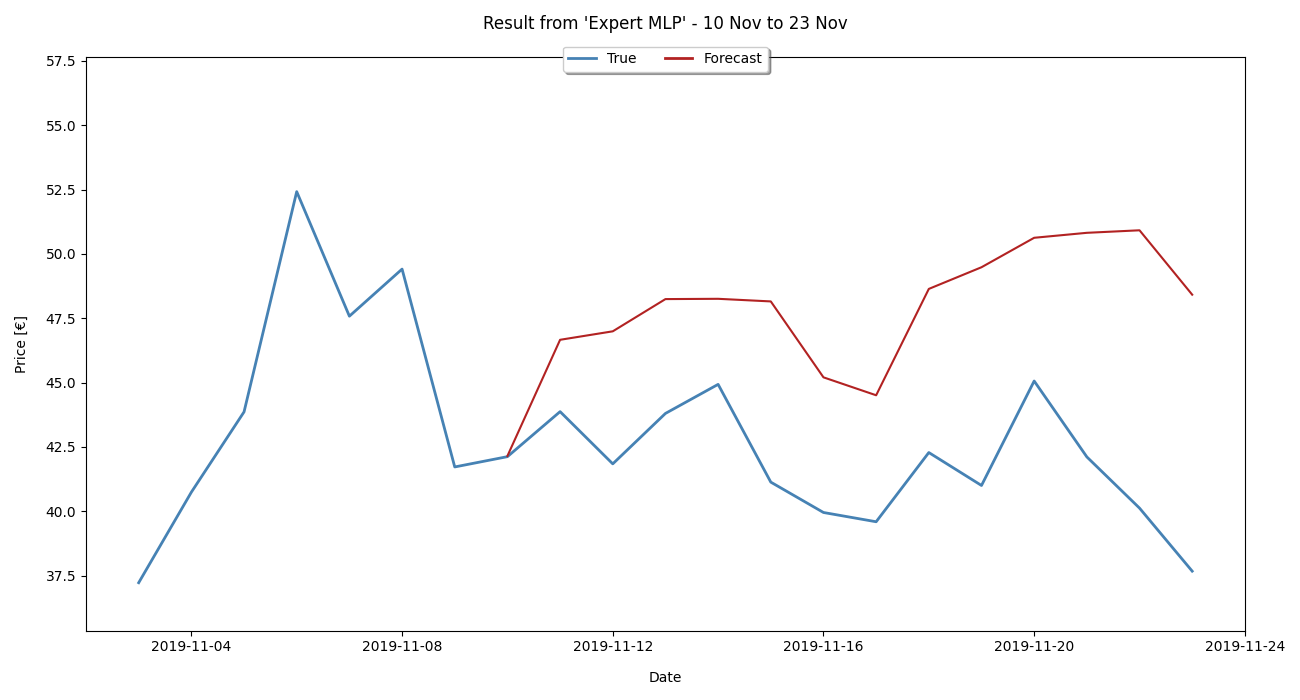 Result from 'Expert MLP' - 10 Nov to 23 Nov
True Forecast
57.5
55.0
52.5
50.0
47.5
45.0
42.5
40.0
37.5
Price [€]
2019-11-04 2019-11-08 2019-11-12 2019-11-16 2019-11-20 2019-11-24
Date